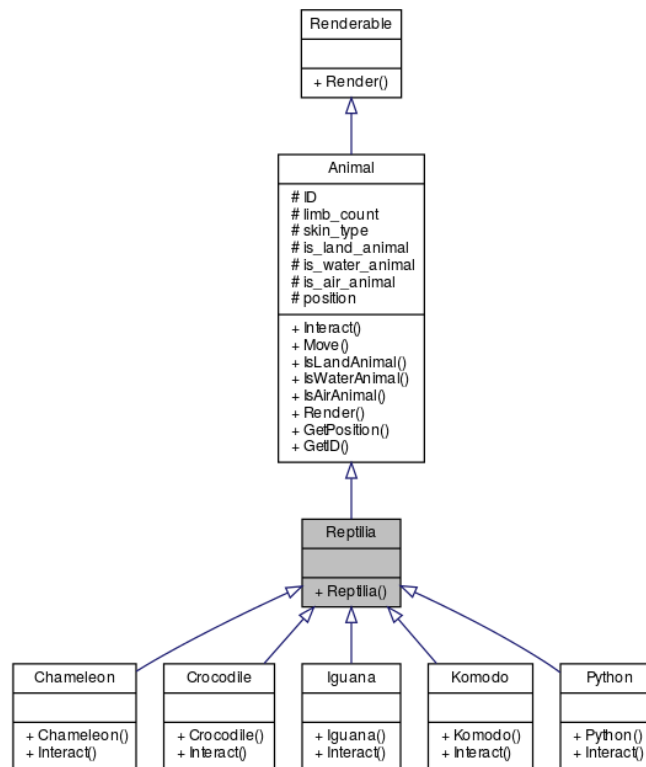 Renderable
+ Render()
Animal
# ID
# limb_count
# skin_type
# is_land_animal
# is_water_animal
# is_air_animal
# position
+ Interact()
+ Move()
+ IsLandAnimal()
+ IsWaterAnimal()
+ IsAirAnimal()
+ Render()
+ GetPosition()
+ GetID()
Reptilia
+ Reptilia()
Chameleon
+ Chameleon()
+ Interact()
Crocodile
+ Crocodile()
+ Interact()
Iguana
+ Iguana()
+ Interact()
Komodo
+ Komodo()
+ Interact()
Python
+ Python()
+ Interact()